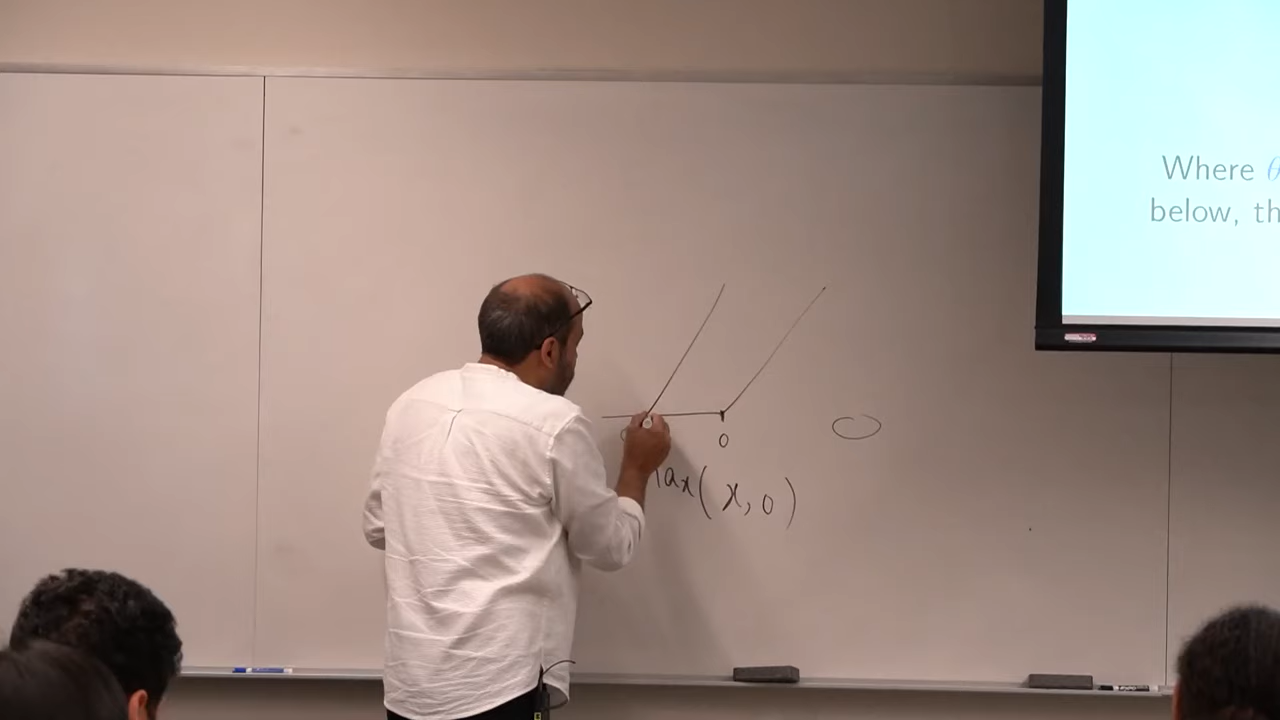 0
ax( x, 0 )
Where θ
below, th